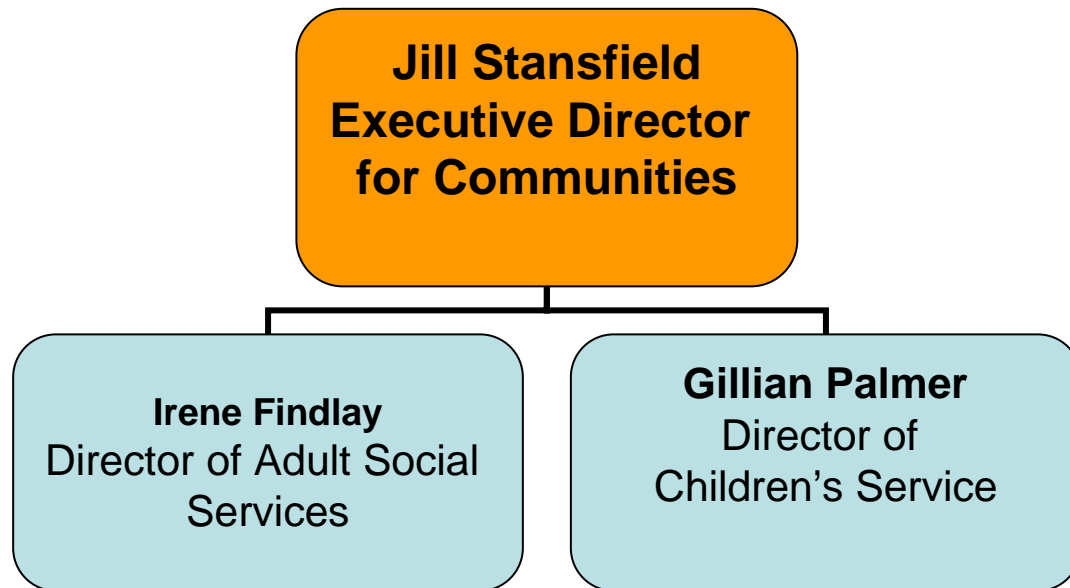 Jill Stansfield
Executive Director
for Communities
Irene Findlay
Director of Adult Social
Services
Gillian Palmer
Director of
Children’s Service